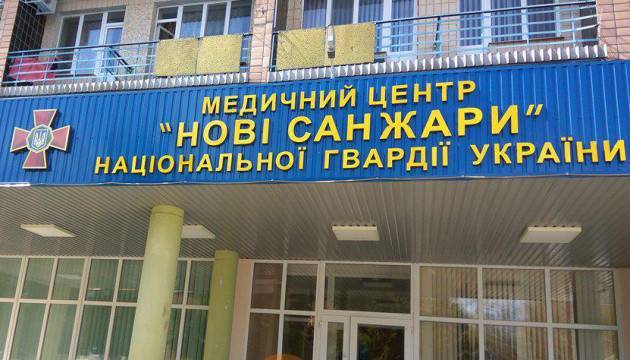 МЕДИЧНИЙ ЦЕНТР
"НОВІ САНЖАРИ"
НАЦІОНАЛЬНОЇ ГВАРДІЇ УКРАЇНИ